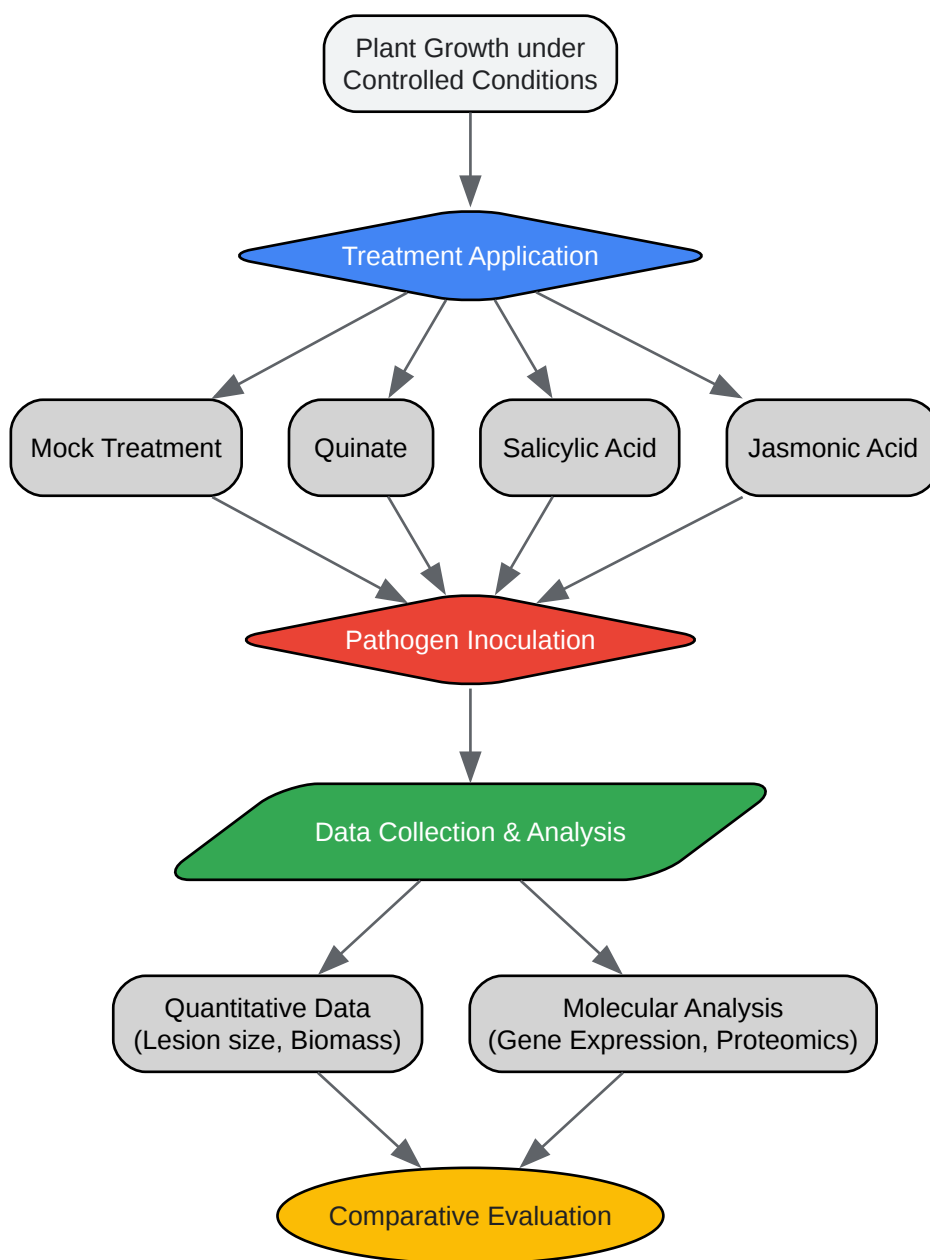 Plant Growth under
Controlled Conditions
Treatment Application
Mock Treatment
Quinate
Salicylic Acid
Jasmonic Acid
Pathogen Inoculation
Data Collection & Analysis
Quantitative Data
(Lesion size, Biomass)
Molecular Analysis
(Gene Expression, Proteomics)
Comparative Evaluation